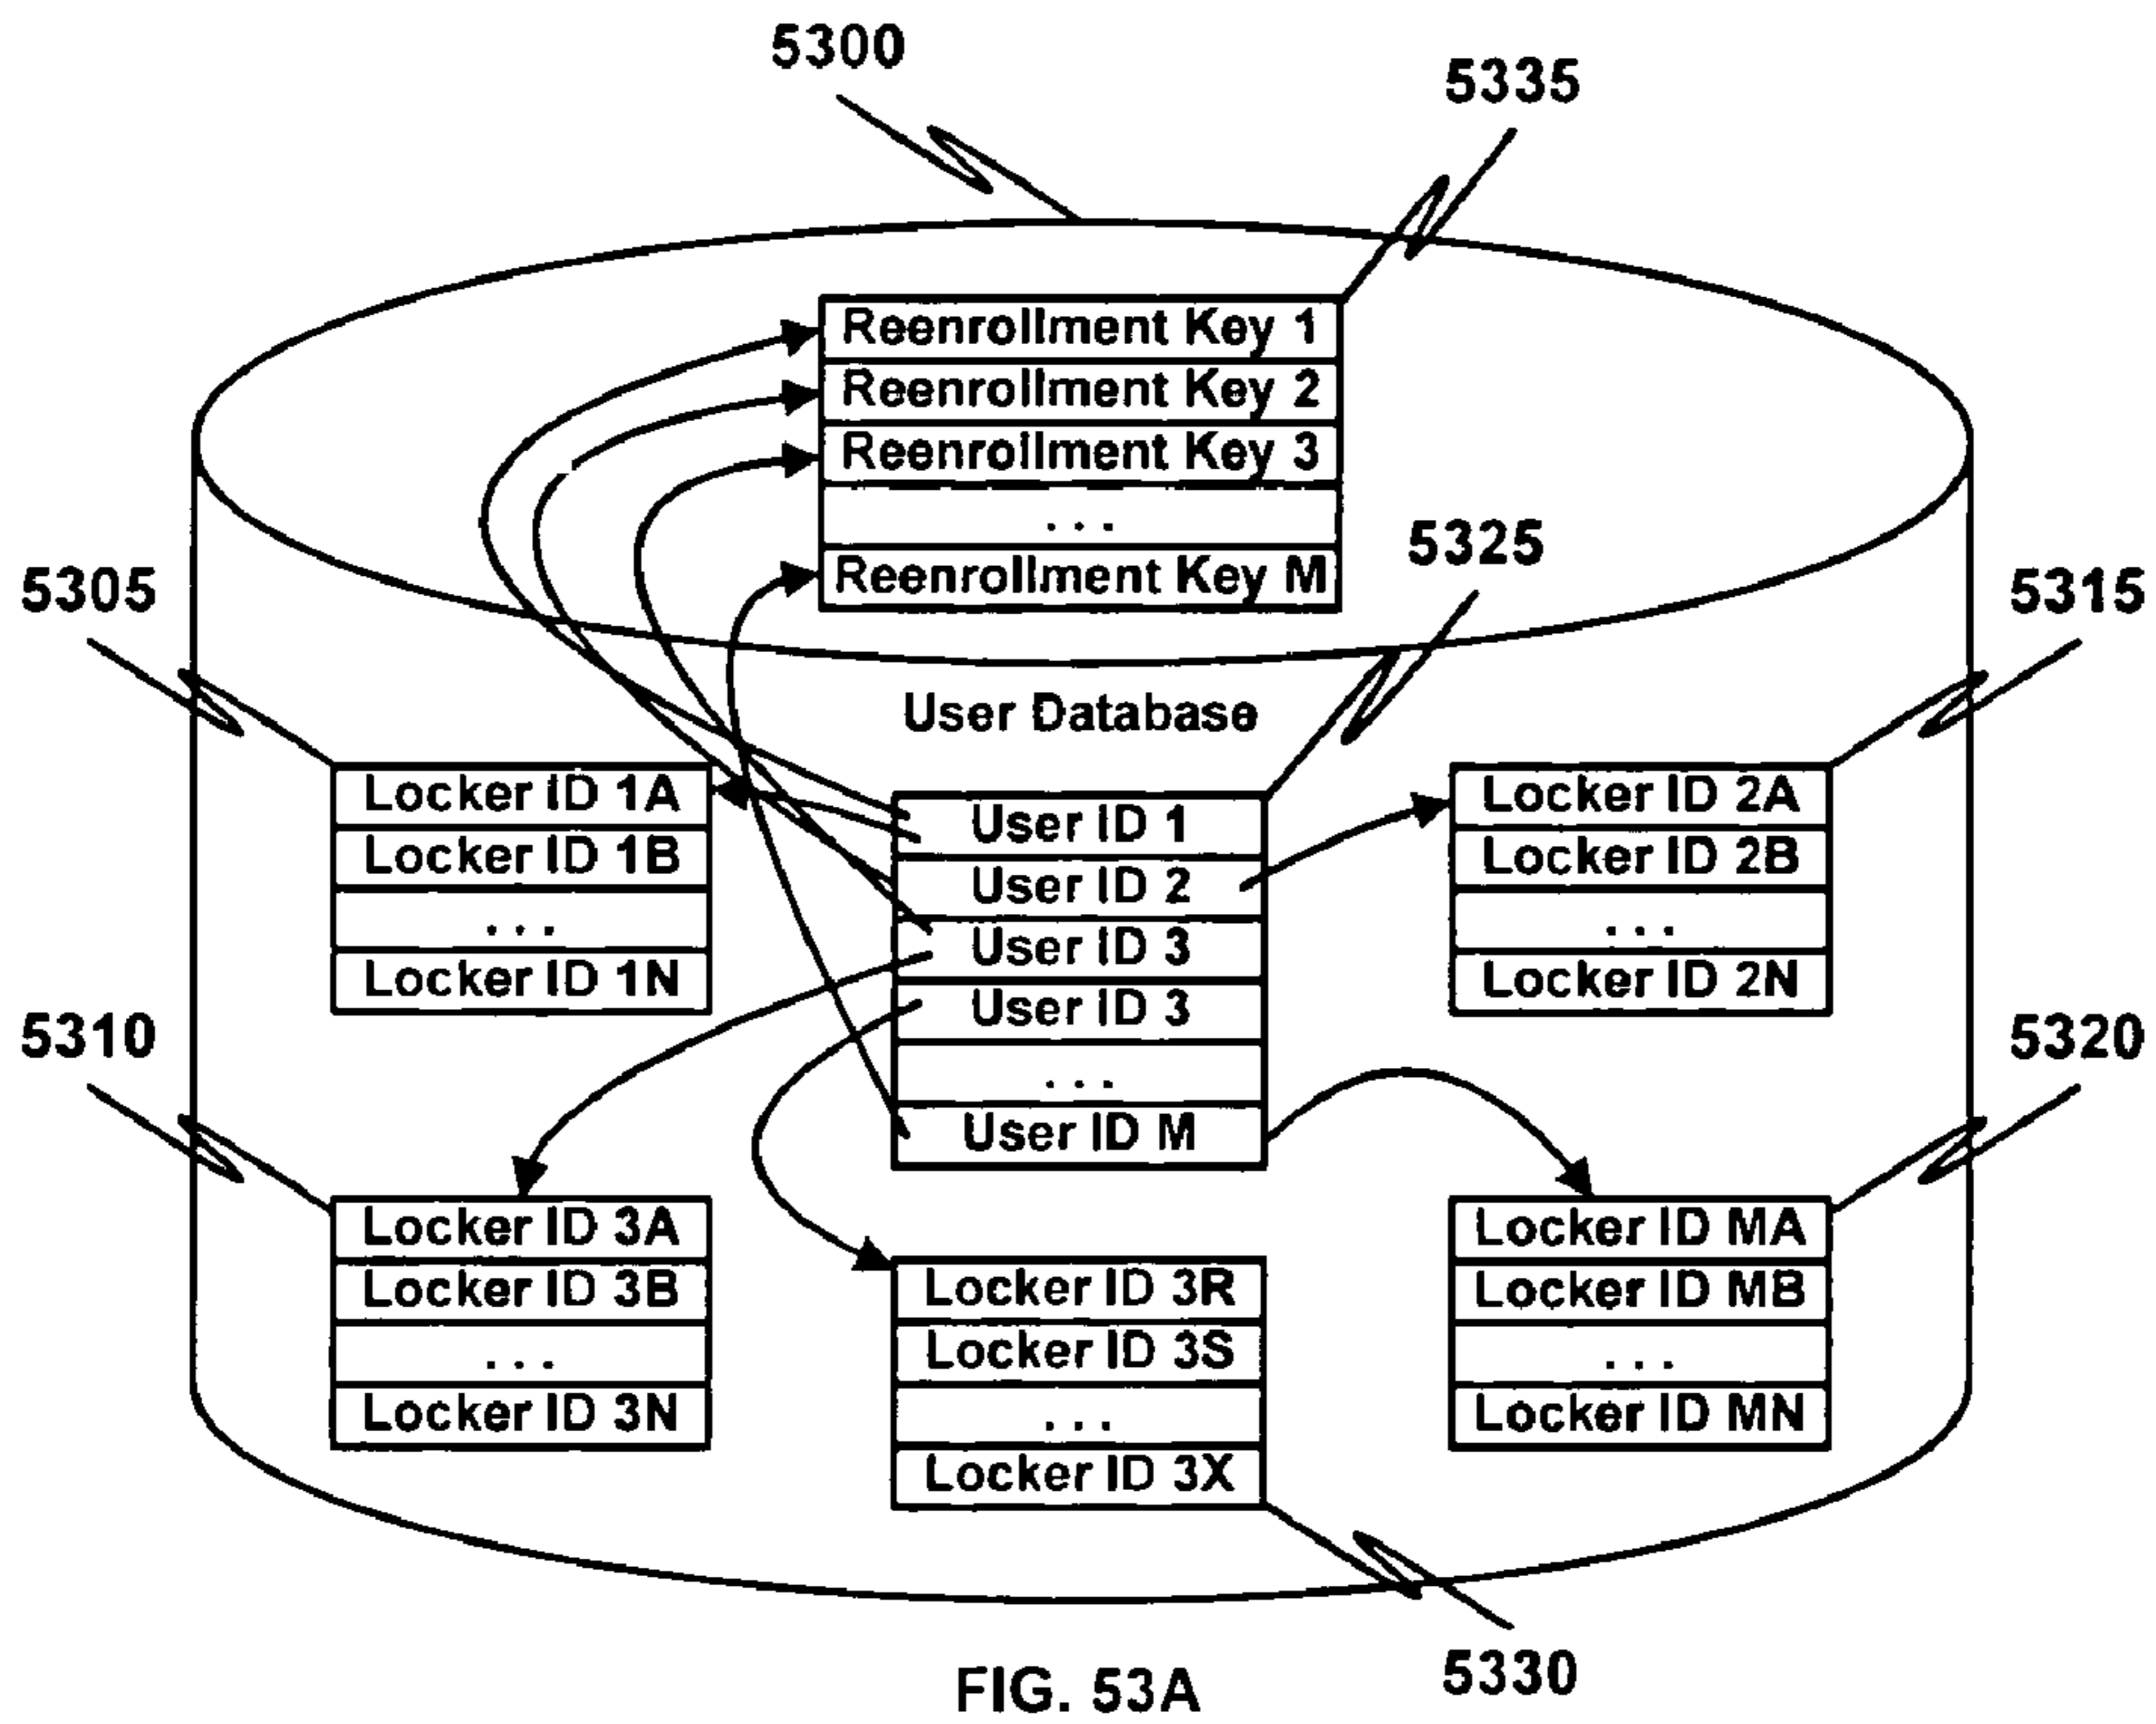 5300
5335
Reenrollment Key 1
Reenrollment Key 2
Reenrollment Key 3
...
Reenrollment Key M
5325
5305
5315
User Database
Locker ID 1A
Locker ID 1B
...
Locker ID 1N
User ID 1
User ID 2
User ID 3
User ID 3
...
User ID M
Locker ID 2A
Locker ID 2B
...
Locker ID 2N
5310
5320
Locker ID 3A
Locker ID 3B
...
Locker ID 3N
Locker ID 3R
Locker ID 3S
...
Locker ID 3X
Locker ID MA
Locker ID MB
...
Locker ID MN
5330
FIG. 53A